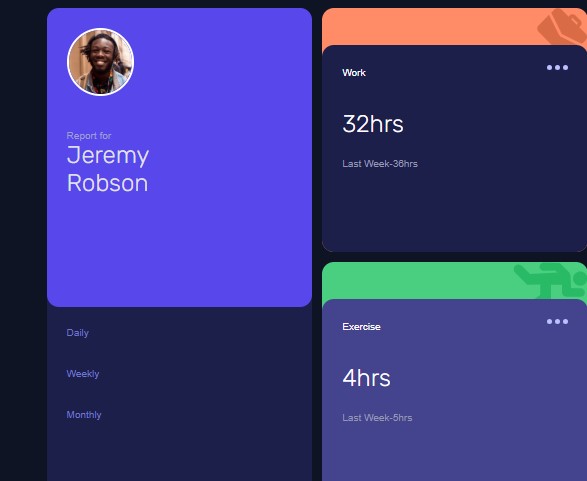 Report for
Jeremy
Robson
Daily
Weekly
Monthly
Work
32hrs
Last Week-36hrs
Exercise
4hrs
Last Week-5hrs